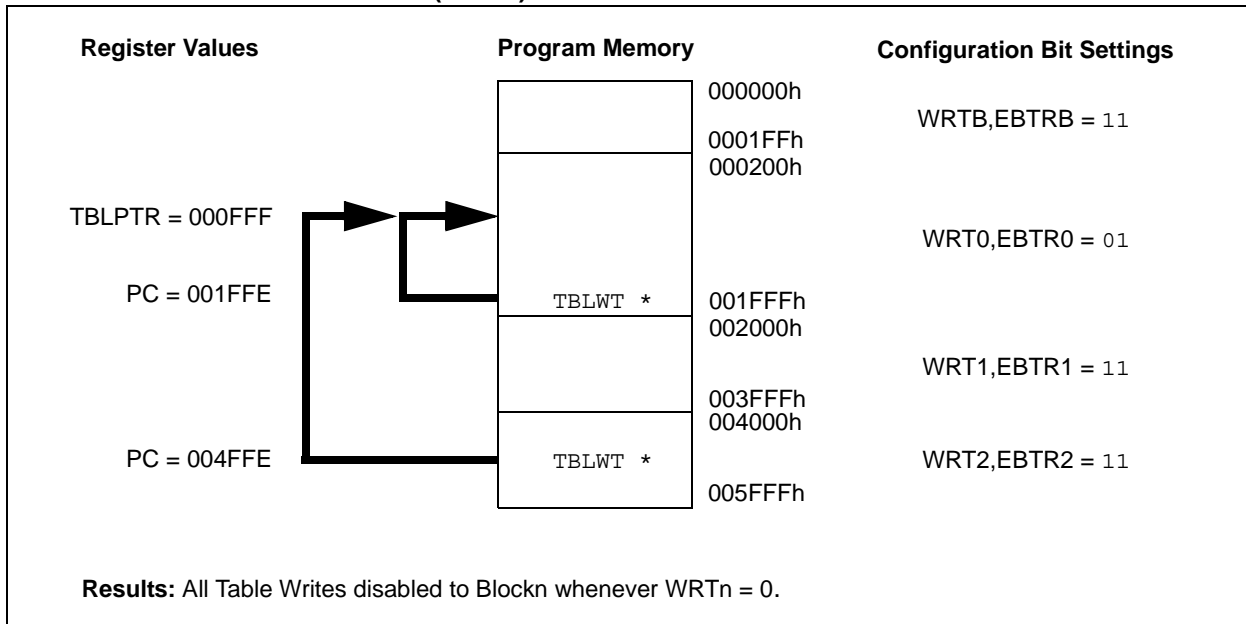 Register Values Program Memory Configuration Bit Settings
000000h
WRTB,EBTRB = 11
0001FFh
000200h
TBLPTR = 000FFF
WRT0,EBTR0 = 01
PC = 001FFE TBLWT * 001FFFh
002000h
WRT1,EBTR1 = 11
003FFFh
004000h
PC = 004FFE TBLWT * WRT2,EBTR2 = 11
005FFFh
Results: All Table Writes disabled to Blockn whenever WRTn = 0.